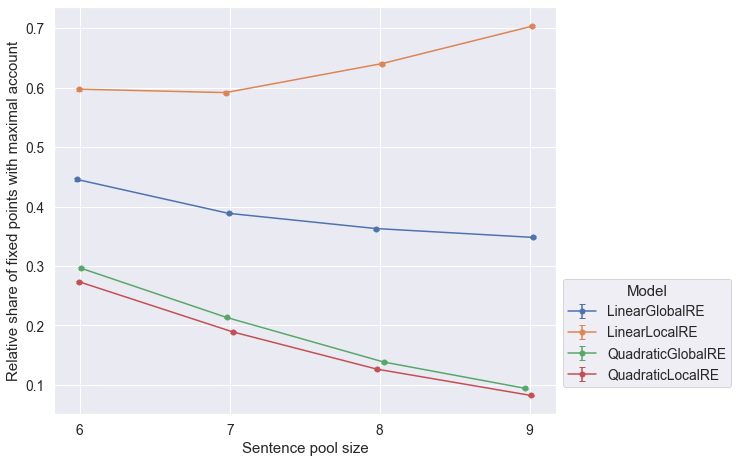 Relative share of fixed points with maximal account
0.7
0.6
0.5
0.4
0.3
0.2
0.1
6 7 8 9
Sentence pool size
Model
LinearGlobalRE
LinearLocalRE
QuadraticGlobalRE
QuadraticLocalRE